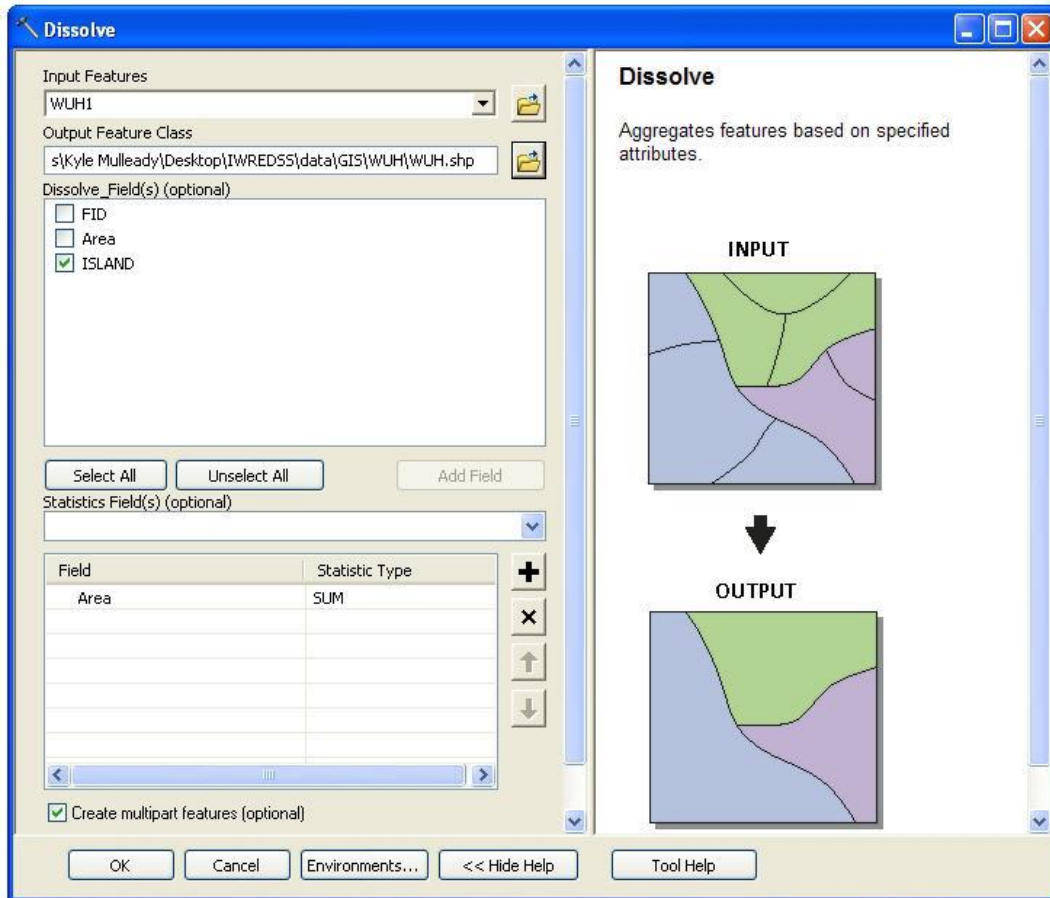 Dissolve
Input Features
WUH1
Output Feature Class
s\Kyle Mulleady\Desktop\IWREDSS\data\GIS\WUH\WUH.shp
Dissolve_Field(s) (optional)
FID
Area
ISLAND
Select All
Unselect All
Add Field
Statistics Field(s) (optional)
Field
Statistic Type
Area
SUM
Create multipart features (optional)
OK
Cancel
Environments...
<< Hide Help
Tool Help
Dissolve
Aggregates features based on specified
attributes.
INPUT
OUTPUT